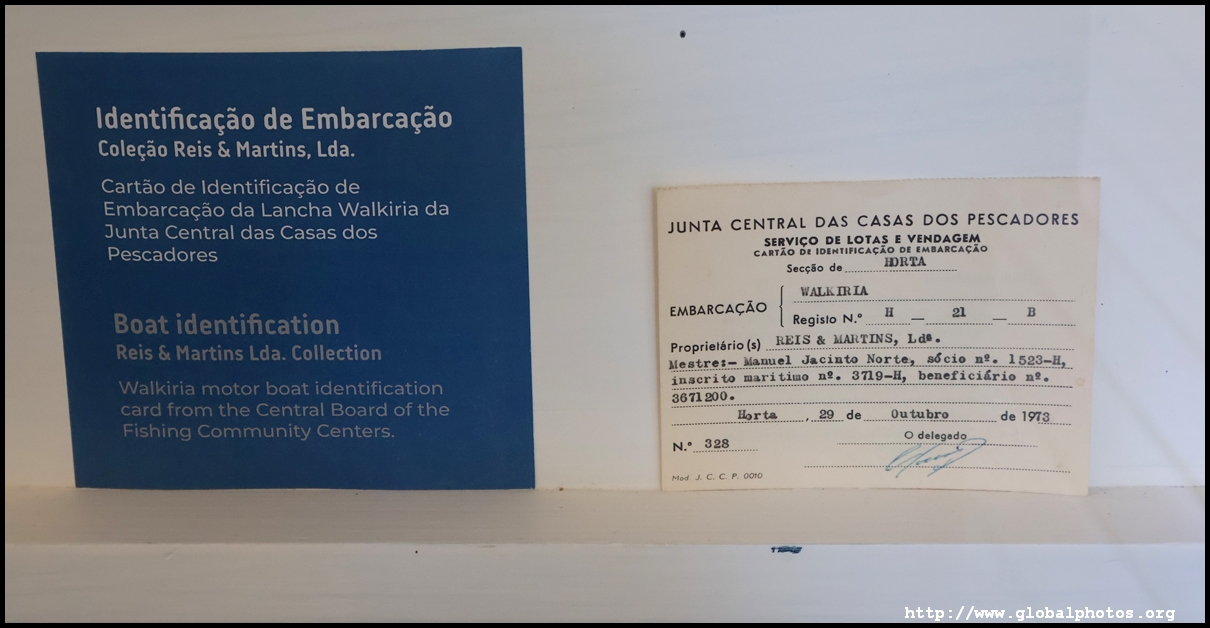 Identificação de Embarcação
Coleção Reis & Martins, Lda.
Cartão de Identificação de
Embarcação da Lancha Walkiria da
Junta Central das Casas dos
Pescadores
Boat identification
Reis & Martins Lda. Collection
Walkiria motor boat identification
card from the Central Board of the
Fishing Community Centers.
JUNTA CENTRAL DAS CASAS DOS PESCADORES
SERVIÇO DE LOTAS E VENDAGEM
CARTÃO DE IDENTIFICAÇÃO DE EMBARCAÇÃO
Secção de HORTA
WALKIRIA
EMBARCAÇÃO
Registo N.º H — 21 — B
Proprietário (s) REIS & MARTINS, Ldª.
Mestre:- Manuel Jacinto Norte, sócio nº. 1523-H,
inscrito maritimo nº. 3719-H, beneficiário nº.
3671200.
Horta, 29 de Outubro de 1973
O delegado
N.º 328
Mod. J. C. C. P. 0010
http://www.globalphotos.org